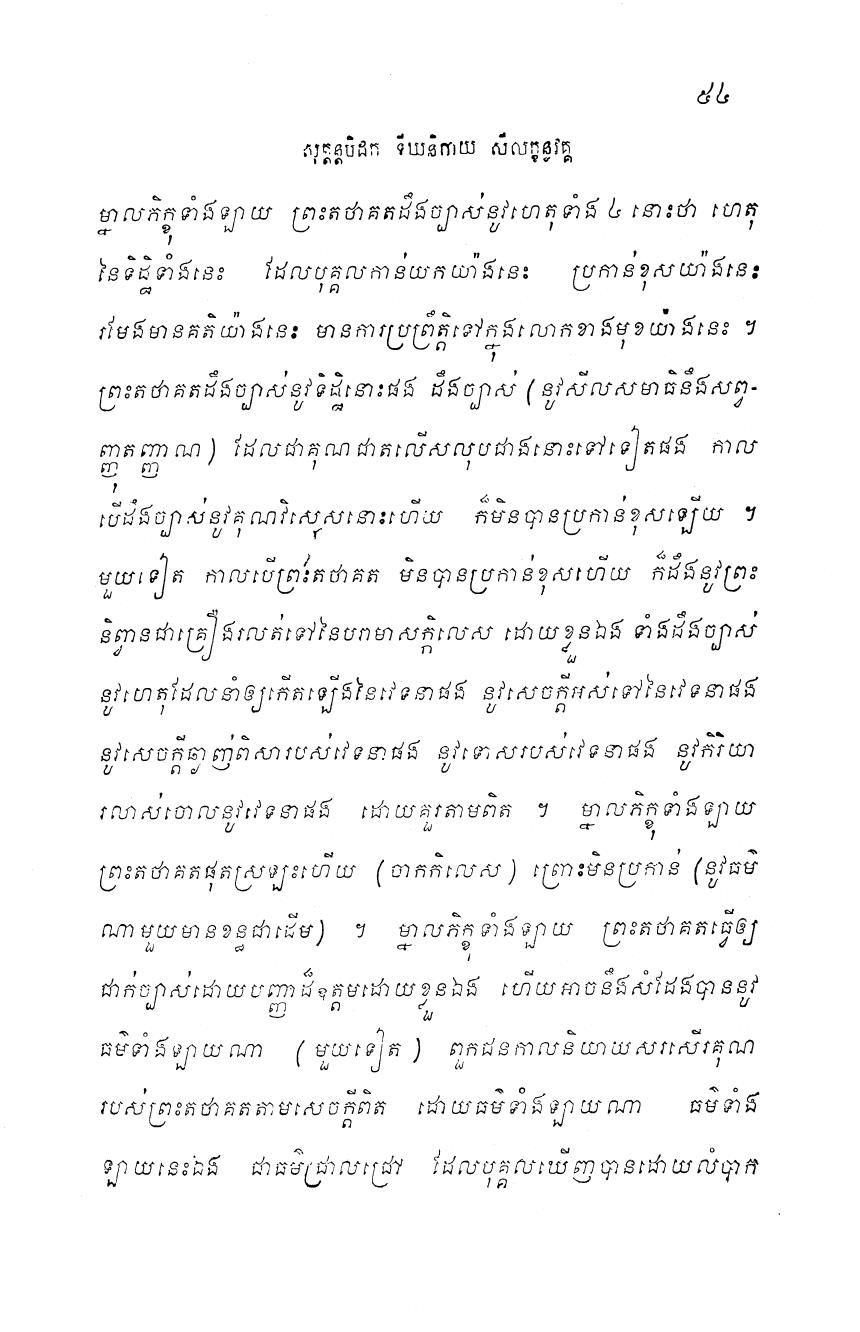 ៥៤
សុត្តន្តបិដក ទីឃនិកាយ សីលក្ខន្ធវគ្គ
ម្នាលភិក្ខុទាំងឡាយ ព្រះតថាគតដឹងច្បាស់នូវហេតុទាំង ៤ នោះថា ហេតុ
នៃទិដ្ឋិទាំងនេះ ដែលបុគ្គលកាន់យកយ៉ាងនេះ ប្រកាន់ខុសយ៉ាងនេះ
រមែងមានគតិយ៉ាងនេះ មានការប្រព្រឹត្តិទៅក្នុងលោកខាងមុខយ៉ាងនេះ ។
ព្រះតថាគតដឹងច្បាស់នូវទិដ្ឋិនោះផង ដឹងច្បាស់ (នូវសីលសមាធិនឹងសព្វ-
ញ្ញុតញ្ញាណ) ដែលជាគុណជាតលើសលុបជាងនោះទៅទៀតផង កាល
បើដឹងច្បាស់នូវគុណវិសេសនោះហើយ ក៏មិនបានប្រកាន់ខុសឡើយ ។
មួយទៀត កាលបើព្រះតថាគត មិនបានប្រកាន់ខុសហើយ ក៏ដឹងនូវព្រះ
និព្វានជាគ្រឿងរលត់ទៅនៃបរាមាសក្កិលេស ដោយខ្លួនឯង ទាំងដឹងច្បាស់
នូវហេតុដែលនាំឲ្យកើតឡើងនៃវេទនាផង នូវសេចក្តីអស់ទៅនៃវេទនាផង
នូវសេចក្តីឆ្ងាញ់ពិសារបស់វេទនាផង នូវទោសរបស់វេទនាផង នូវកិរិយា
រលាស់ចោលនូវវេទនាផង ដោយគួរតាមពិត ។ ម្នាលភិក្ខុទាំងឡាយ
ព្រះតថាគតផុតស្រឡះហើយ (ចាកកិលេស) ព្រោះមិនប្រកាន់ (នូវធម៌
ណាមួយមានខន្ធជាដើម) ។ ម្នាលភិក្ខុទាំងឡាយ ព្រះតថាគតធ្វើឲ្យ
ជាក់ច្បាស់ដោយបញ្ញាដ៏ឧត្តមដោយខ្លួនឯង ហើយអាចនឹងសំដែងបាននូវ
ធម៌ទាំងឡាយណា (មួយទៀត) ពួកជនកាលនិយាយសរសើរគុណ
របស់ព្រះតថាគតតាមសេចក្តីពិត ដោយធម៌ទាំងឡាយណា ធម៌ទាំង
ឡាយនេះឯង ជាធម៌ជ្រាលជ្រៅ ដែលបុគ្គលឃើញបានដោយលំបាក